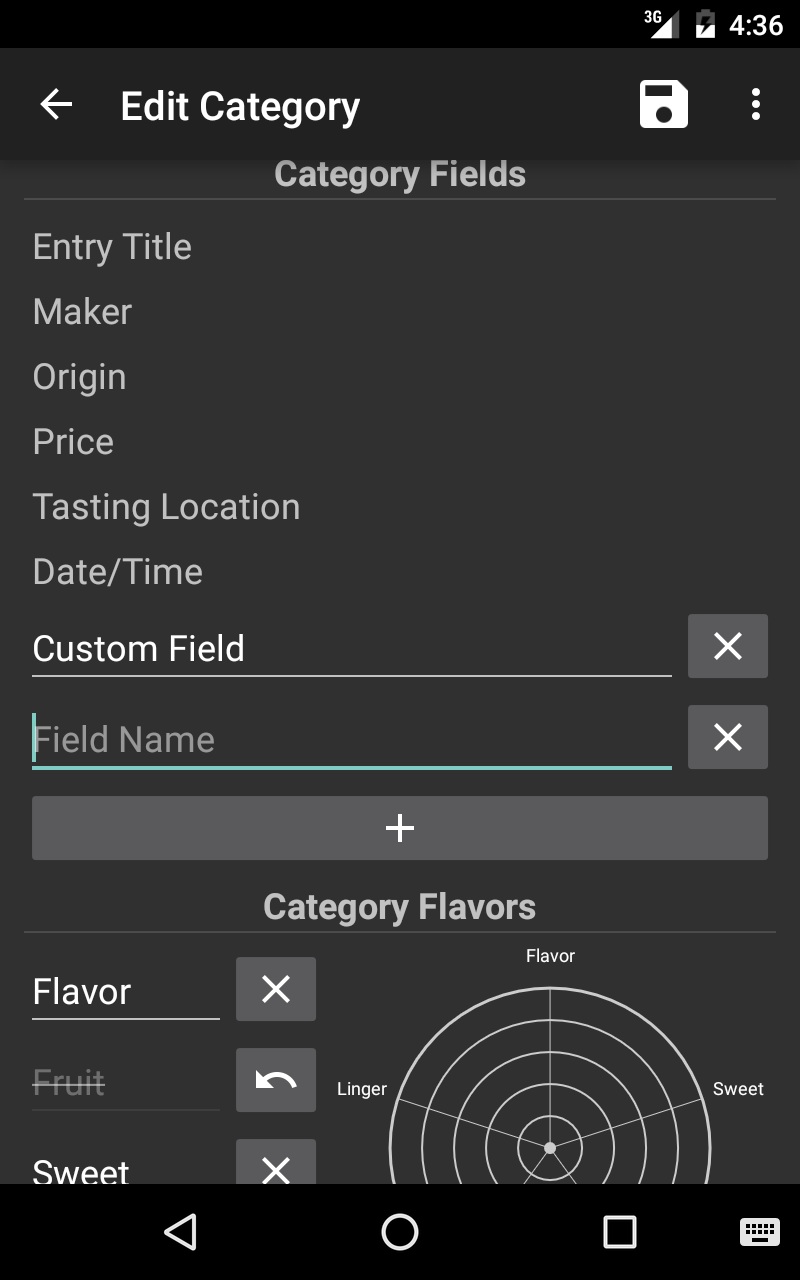 3G 4:36
Edit Category
Category Fields
Entry Title
Maker
Origin
Price
Tasting Location
Date/Time
Custom Field
Field Name
Category Flavors
Flavor
Flavor
Fruit
Linger
Sweet
Sweet